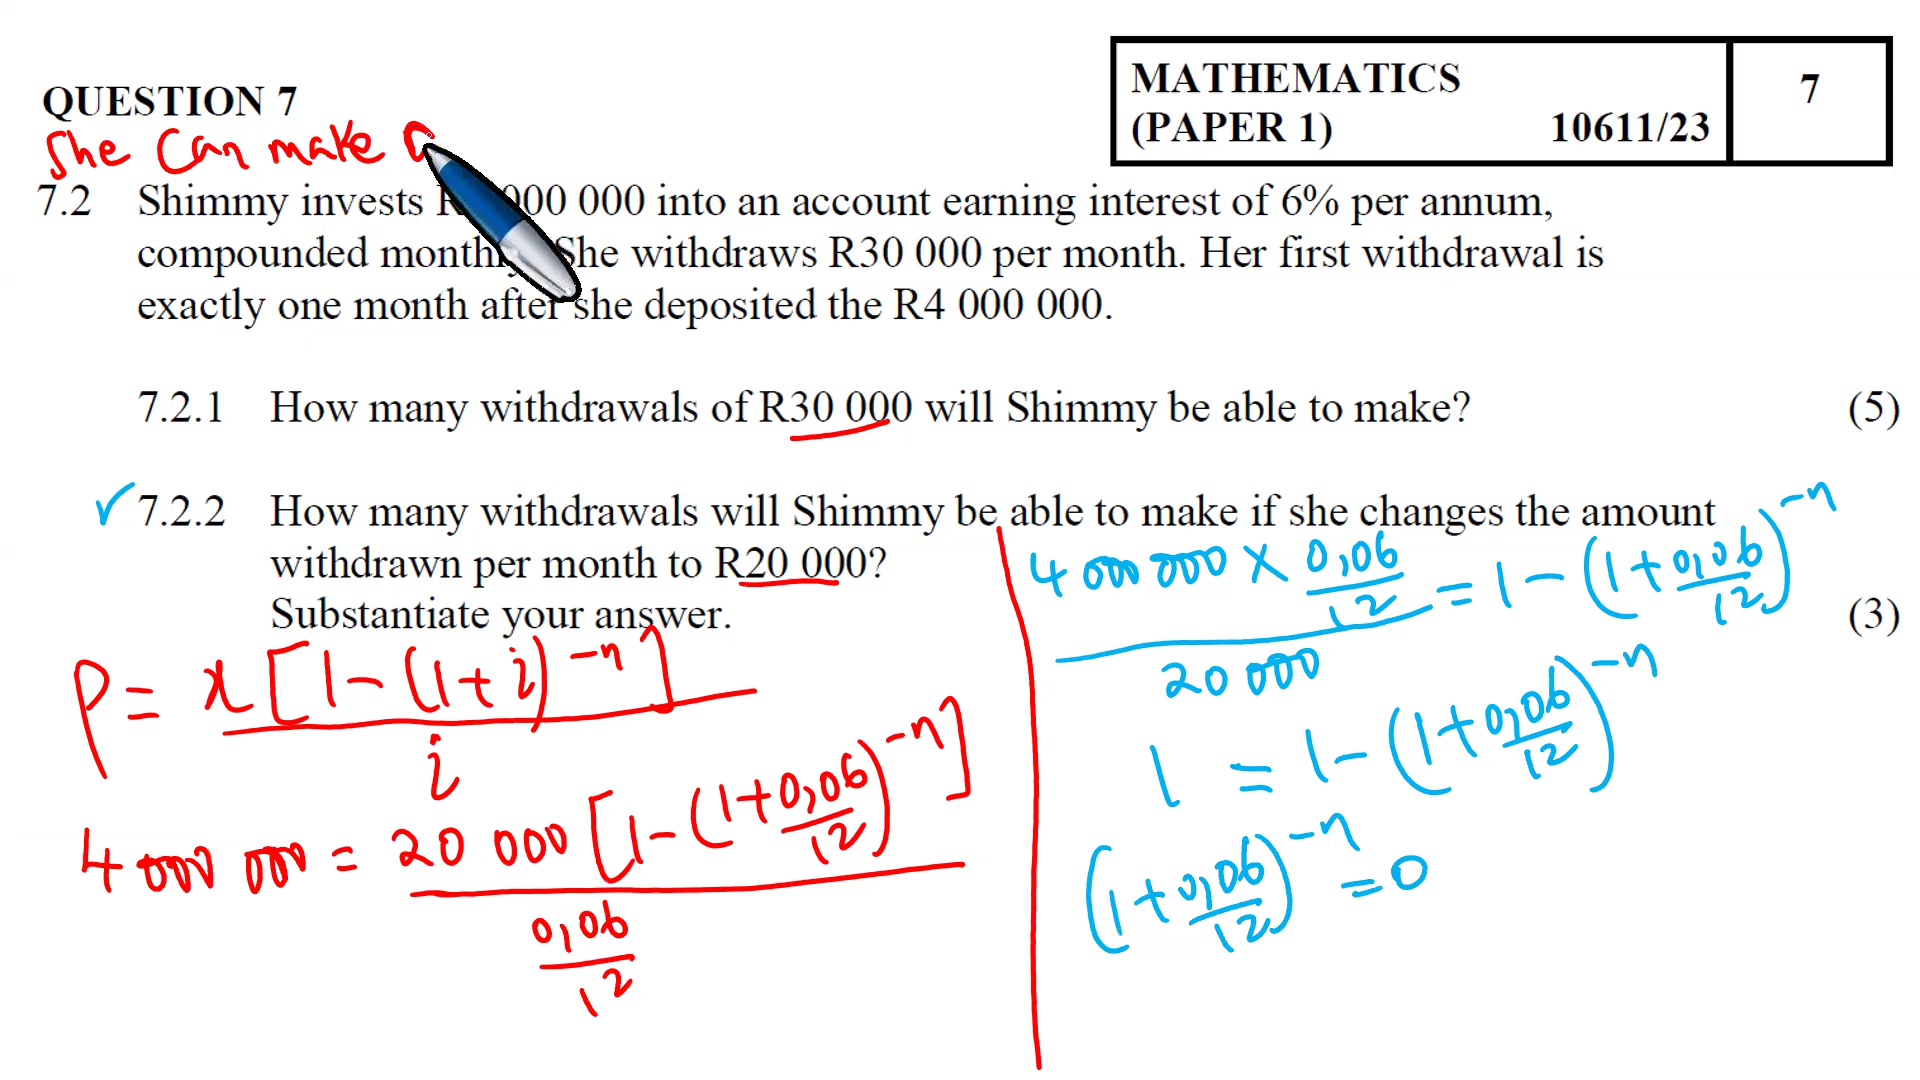 QUESTION 7
MATHEMATICS
(PAPER 1) 10611/23
7
She can make
7.2 Shimmy invests 000 000 into an account earning interest of 6% per annum,
compounded monthly She withdraws R30 000 per month. Her first withdrawal is
exactly one month after she deposited the R4 000 000.
7.2.1 How many withdrawals of R30 000 will Shimmy be able to make? (5)
✓ 7.2.2 How many withdrawals will Shimmy be able to make if she changes the amount
withdrawn per month to R20 000?
Substantiate your answer. (3)
P = x[1-(1+i)^-n] / i
4 000 000 = 20 000 [1-(1+0,06/12)^-n] / (0,06/12)
4 000 000 × 0,06/12 / 20 000 = 1-(1+0,06/12)^-n
1 = 1-(1+0,06/12)^-n
(1+0,06/12)^-n = 0